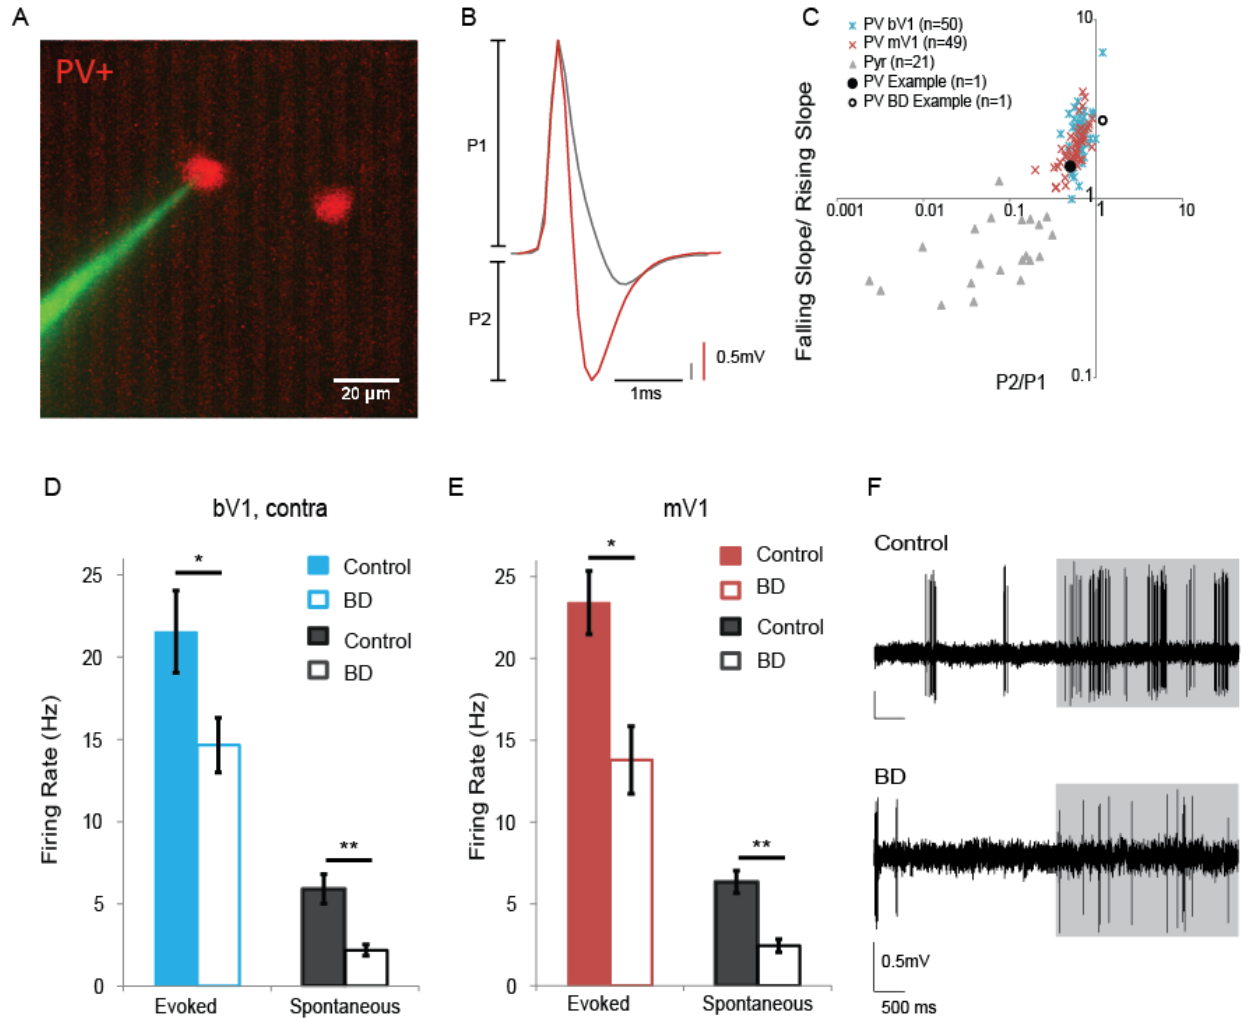 A
PV+
20 µm
B
P1
P2
0.5mV
1ms
C
PV bV1 (n=50)
PV mV1 (n=49)
Pyr (n=21)
PV Example (n=1)
PV BD Example (n=1)
Falling Slope/ Rising Slope
10
1
0.1
0.001
0.01
0.1
1
10
P2/P1
D
bV1, contra
Control
BD
Control
BD
*
**
Firing Rate (Hz)
25
20
15
10
5
0
Evoked
Spontaneous
E
mV1
Control
BD
Control
BD
*
**
Firing Rate (Hz)
25
20
15
10
5
0
Evoked
Spontaneous
F
Control
BD
0.5mV
500 ms